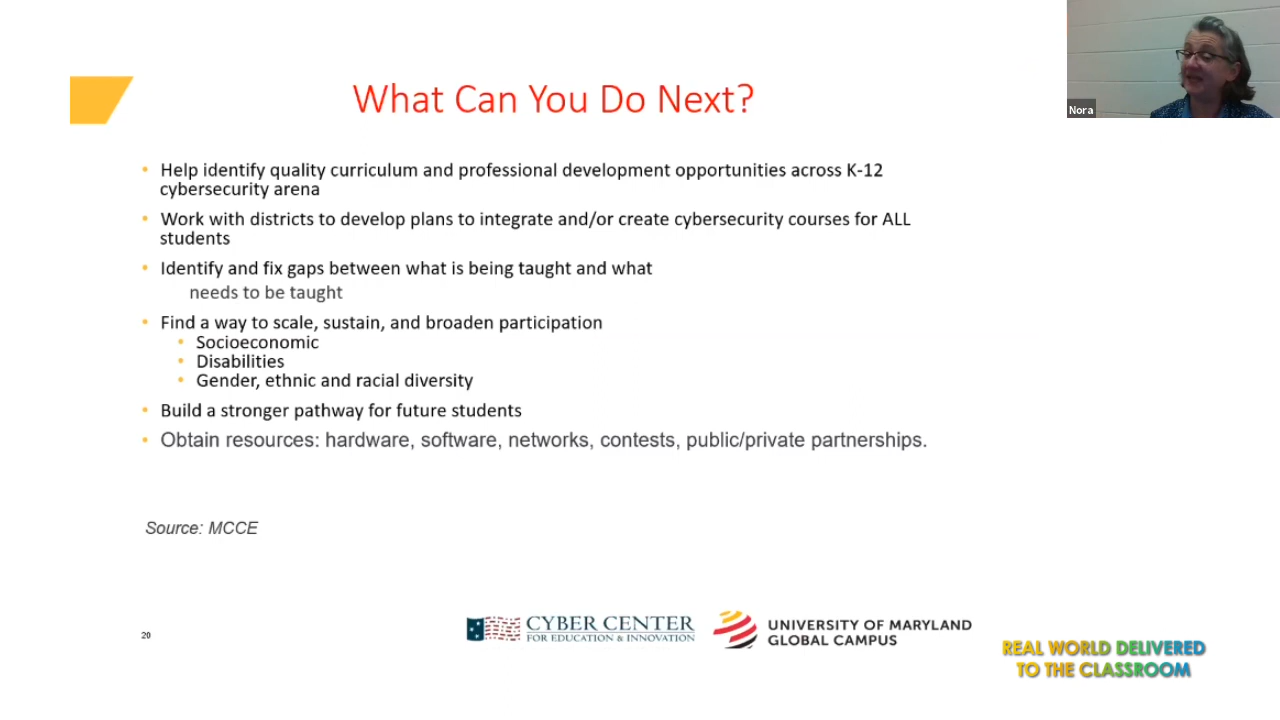 What Can You Do Next?
Nora
• Help identify quality curriculum and professional development opportunities across K-12
cybersecurity arena
• Work with districts to develop plans to integrate and/or create cybersecurity courses for ALL
students
• Identify and fix gaps between what is being taught and what
needs to be taught
• Find a way to scale, sustain, and broaden participation
• Socioeconomic
• Disabilities
• Gender, ethnic and racial diversity
• Build a stronger pathway for future students
• Obtain resources: hardware, software, networks, contests, public/private partnerships.
Source: MCCE
20
CYBER CENTER
FOR EDUCATION & INNOVATION
UNIVERSITY OF MARYLAND
GLOBAL CAMPUS
REAL WORLD DELIVERED
TO THE CLASSROOM